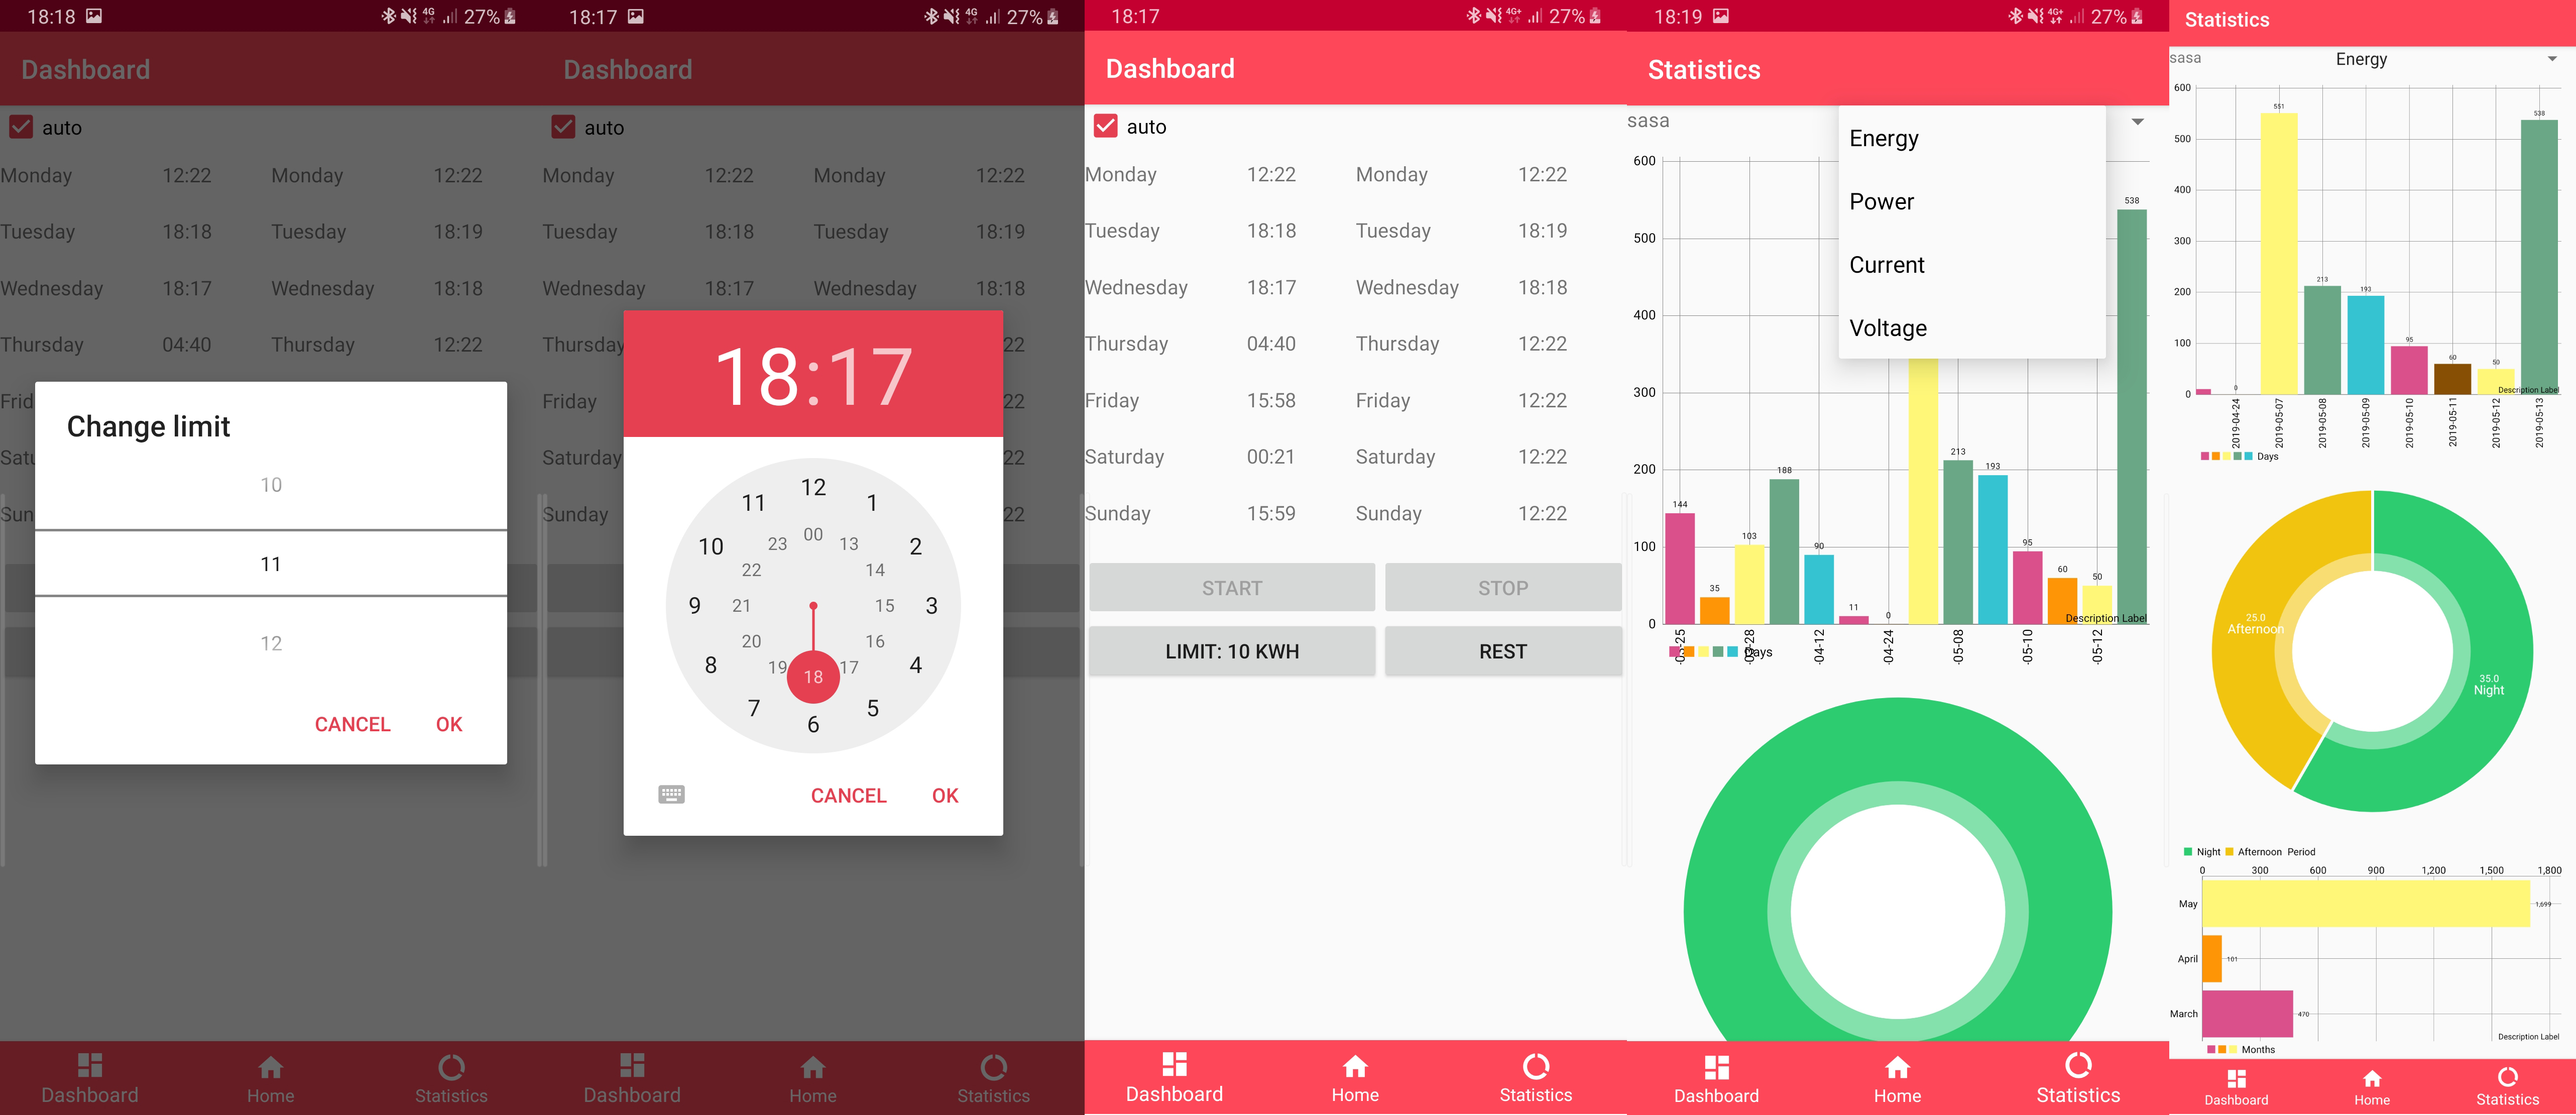 18:18 4G 27%
Dashboard
auto
Monday 12:22 Monday 12:22
Tuesday 18:18 Tuesday 18:19
Wednesday 18:17 Wednesday 18:18
Thursday 04:40 Thursday 12:22
Frid
Satu
Sun
Change limit
10
11
12
CANCEL OK
Dashboard Home Statistics
18:17 4G 27%
Dashboard
auto
Monday 12:22 Monday 12:22
Tuesday 18:18 Tuesday 18:19
Wednesday 18:17 Wednesday 18:18
Thursday 22
Friday 22
Saturday 22
Sunday 22
18:17
12
11 1
00
23 13
10 2
22 14
9 21 15 3
20 16
8 19 18 17 4
7 5
6
CANCEL OK
Dashboard Home Statistics
18:17 4G+ 27%
Dashboard
auto
Monday 12:22 Monday 12:22
Tuesday 18:18 Tuesday 18:19
Wednesday 18:17 Wednesday 18:18
Thursday 04:40 Thursday 12:22
Friday 15:58 Friday 12:22
Saturday 00:21 Saturday 12:22
Sunday 15:59 Sunday 12:22
START STOP
LIMIT: 10 KWH REST
Dashboard Home Statistics
18:19 4G+ 27%
Statistics
sasa
Energy
Power
Current
Voltage
600
500
400
300
200
100
0
144 35 103 188 90 11 0 213 193 95 60 50 538
Description Label
-25 -28 -04-12 -04-24 -05-08 -05-10 -05-12
Days
Dashboard Home Statistics
Statistics
sasa Energy
600
500
400
300
200
100
0
0 551 213 193 95 60 50 538
Description Label
2019-04-24 2019-05-07 2019-05-08 2019-05-09 2019-05-10 2019-05-11 2019-05-12 2019-05-13
Days
25.0
Afternoon
35.0
Night
Night Afternoon Period
0 300 600 900 1,200 1,500 1,800
May 1,699
April 101
March 470
Description Label
Months
Dashboard Home Statistics